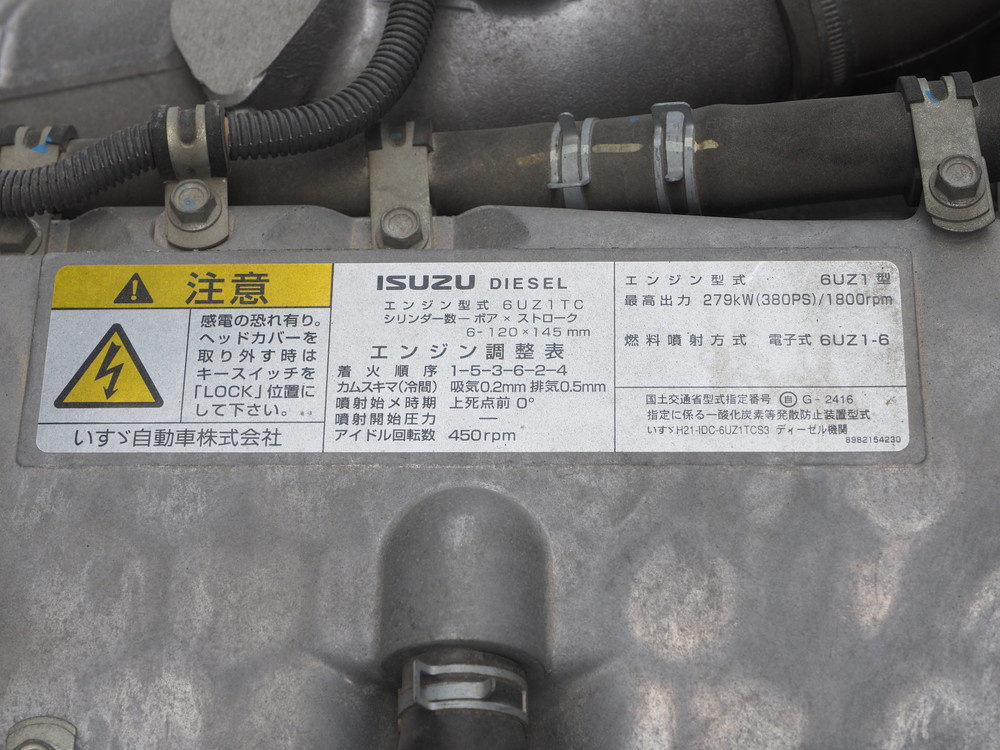 注意
感電の恐れ有り。
ヘッドカバーを
取り外す時は
キースイッチを
「LOCK」位置に
して下さい。
いすゞ自動車株式会社
ISUZU DIESEL
エンジン型式 6UZ1TC
シリンダー数－ボア×ストローク
6-120×145mm
エンジン調整表
着火順序 1-5-3-6-2-4
カムスキマ(冷間) 吸気0.2mm 排気0.5mm
噴射始メ時期 上死点前 0°
噴射開始圧力 ―
アイドル回転数 450rpm
エンジン型式 6UZ1型
最高出力 279kW(380PS)/1800rpm
燃料噴射方式 電子式 6UZ1-6
国土交通省型式指定番号 自 G-2416
指定に係る一酸化炭素等発散防止装置型式
いすゞH21-IDC-6UZ1TCS3 ディーゼル機関
8982154230